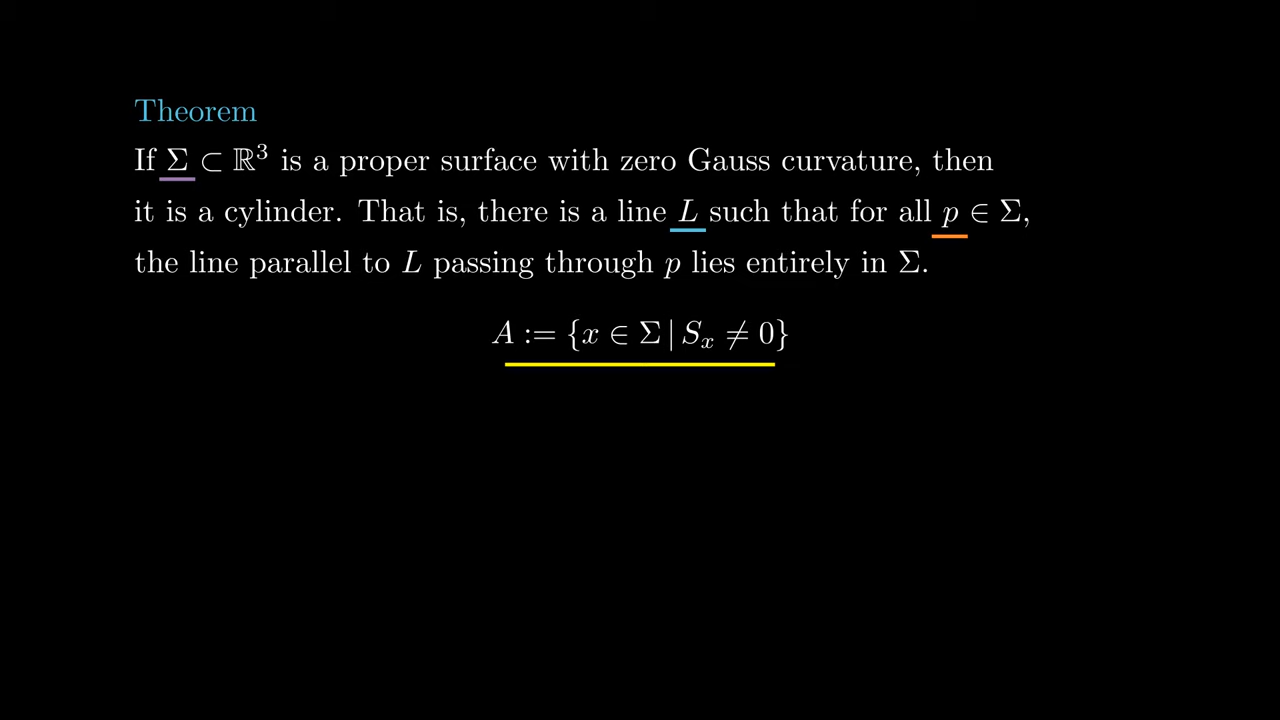 Theorem
If Σ ⊂ ℝ³ is a proper surface with zero Gauss curvature, then
it is a cylinder. That is, there is a line L such that for all p ∈ Σ,
the line parallel to L passing through p lies entirely in Σ.
A := {x ∈ Σ | Sₓ ≠ 0}